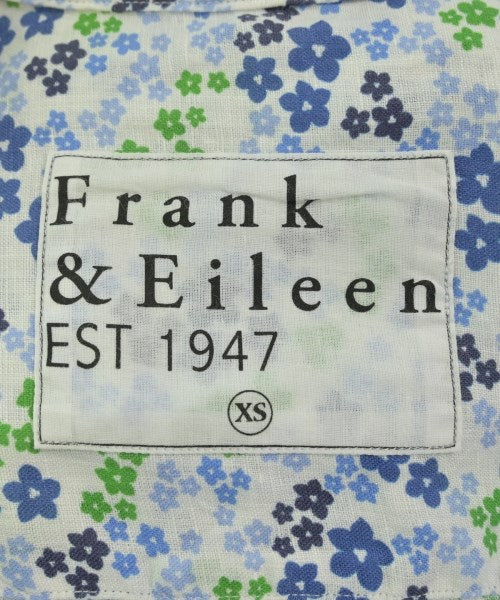 Frank
& Eileen
EST 1947
XS